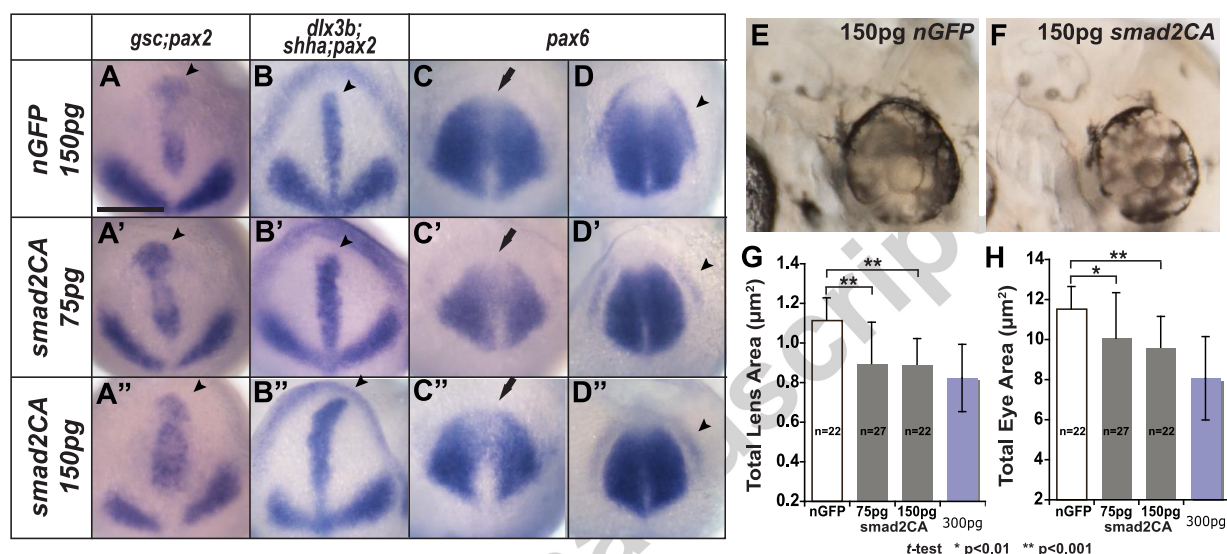 gsc;pax2
dlx3b;
shha;pax2
pax6
nGFP
150pg
A
B
C
D
smad2CA
75pg
A'
B'
C'
D'
smad2CA
150pg
A''
B''
C''
D''
E
150pg nGFP
F
150pg smad2CA
G
Total Lens Area (µm²)
1.4
1.2
1.0
0.8
0.6
0.4
0.2
**
**
n=22
n=27
n=22
nGFP
75pg
150pg
300pg
smad2CA
H
Total Eye Area (µm²)
14
12
10
8
6
4
2
**
*
n=22
n=27
n=22
nGFP
75pg
150pg
300pg
smad2CA
t-test * p<0.01 ** p<0.001